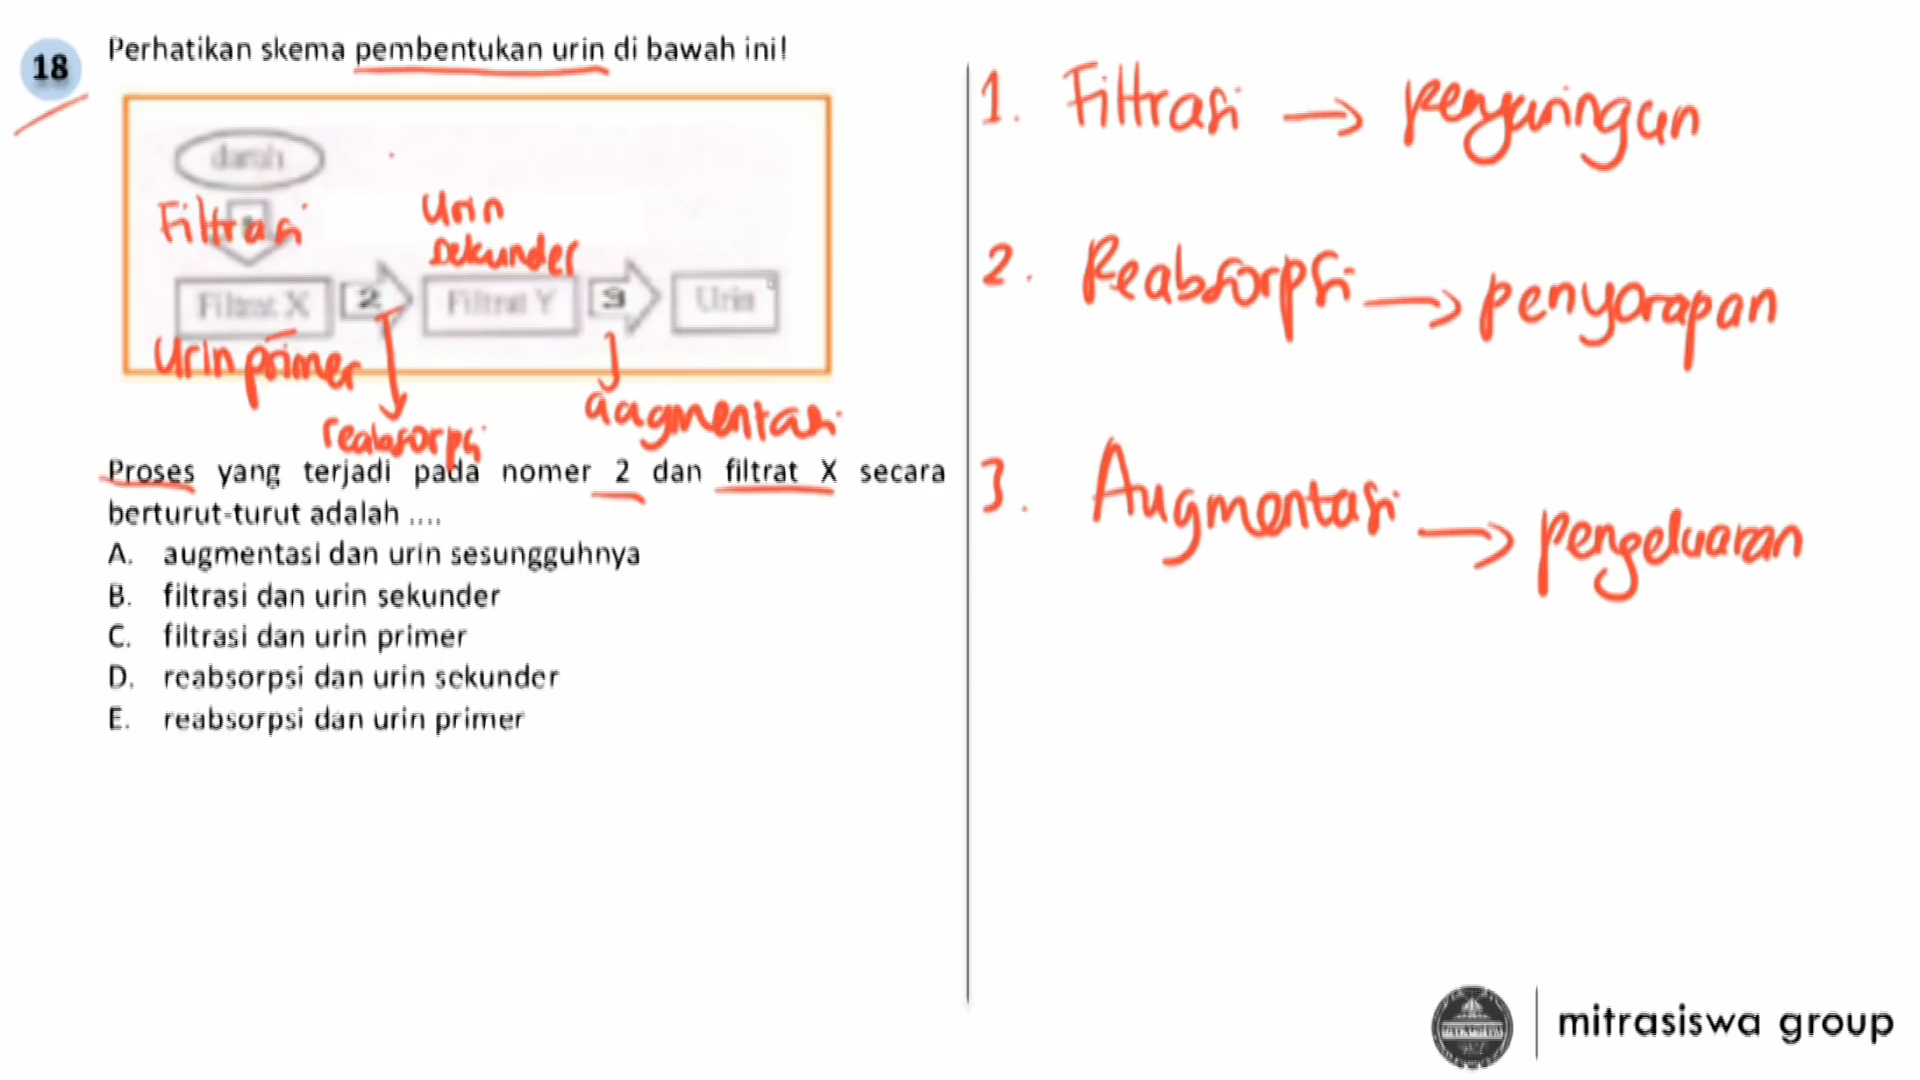 18
Perhatikan skema pembentukan urin di bawah ini!
darah
Filtrasi
Urin
sekunder
Filtrat X
2
Filtrat Y
3
Urin
Urin primer
reabsorpsi
augmentasi
Proses yang terjadi pada nomer 2 dan filtrat X secara
berturut-turut adalah ....
A. augmentasi dan urin sesungguhnya
B. filtrasi dan urin sekunder
C. filtrasi dan urin primer
D. reabsorpsi dan urin sekunder
E. reabsorpsi dan urin primer
1. Filtrasi → penyaringan
2. Reabsorpsi → penyerapan
3. Augmentasi → pengeluaran
mitrasiswa group